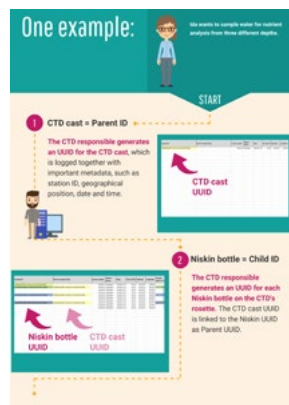 One example:
Ida wants to sample water for nutrient
analysis from three different depths.
START
1 CTD cast = Parent ID
The CTD responsible generates
an UUID for the CTD cast, which
is logged together with
important metadata, such as
station ID, geographical
position, date and time.
CTD cast
UUID
2 Niskin bottle = Child ID
The CTD responsible
generates an UUID for each
Niskin bottle on the CTD's
rosette. The CTD cast UUID
is linked to the Niskin UUID
as Parent UUID.
Niskin bottle
UUID
CTD cast
UUID